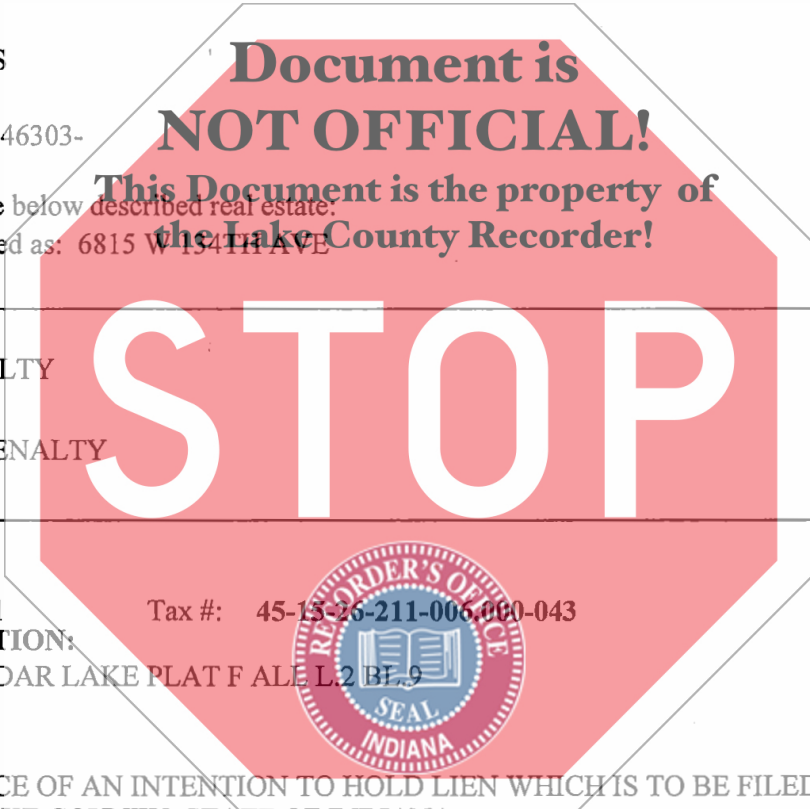 S
Document is
NOT OFFICIAL!
46303-
This Document is the property of
e below described real estate:
the Lake County Recorder!
ed as: 6815 W 134TH AVE
LTY
STOP
ENALTY
Tax #: 45-15-26-211-006.000-043
TION:
DAR LAKE PLAT F ALL L.2 BL.9
RECORDER'S OFFICE
SEAL
INDIANA
CE OF AN INTENTION TO HOLD LIEN WHICH IS TO BE FILED